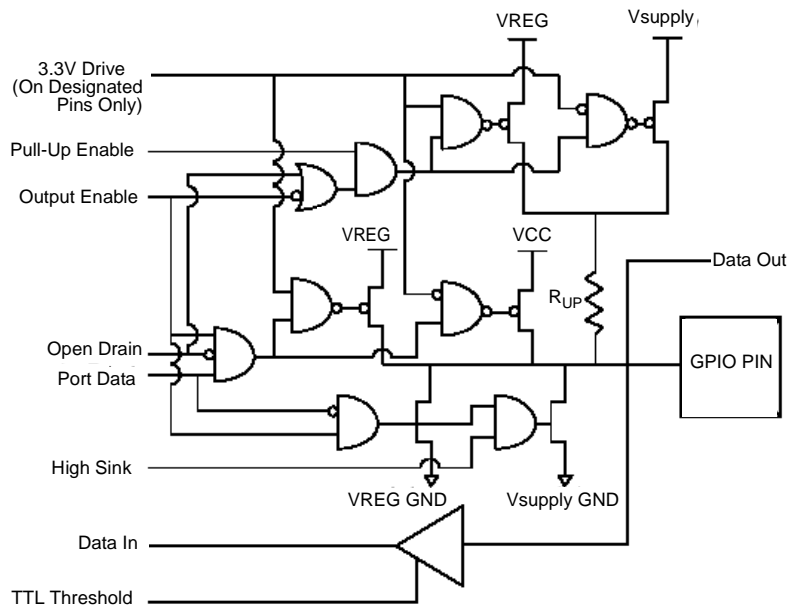 VREG
Vsupply
3.3V Drive
(On Designated
Pins Only)
Pull-Up Enable
Output Enable
VREG
VCC
Data Out
RUP
Open Drain
GPIO PIN
Port Data
High Sink
VREG GND
Vsupply GND
Data In
TTL Threshold